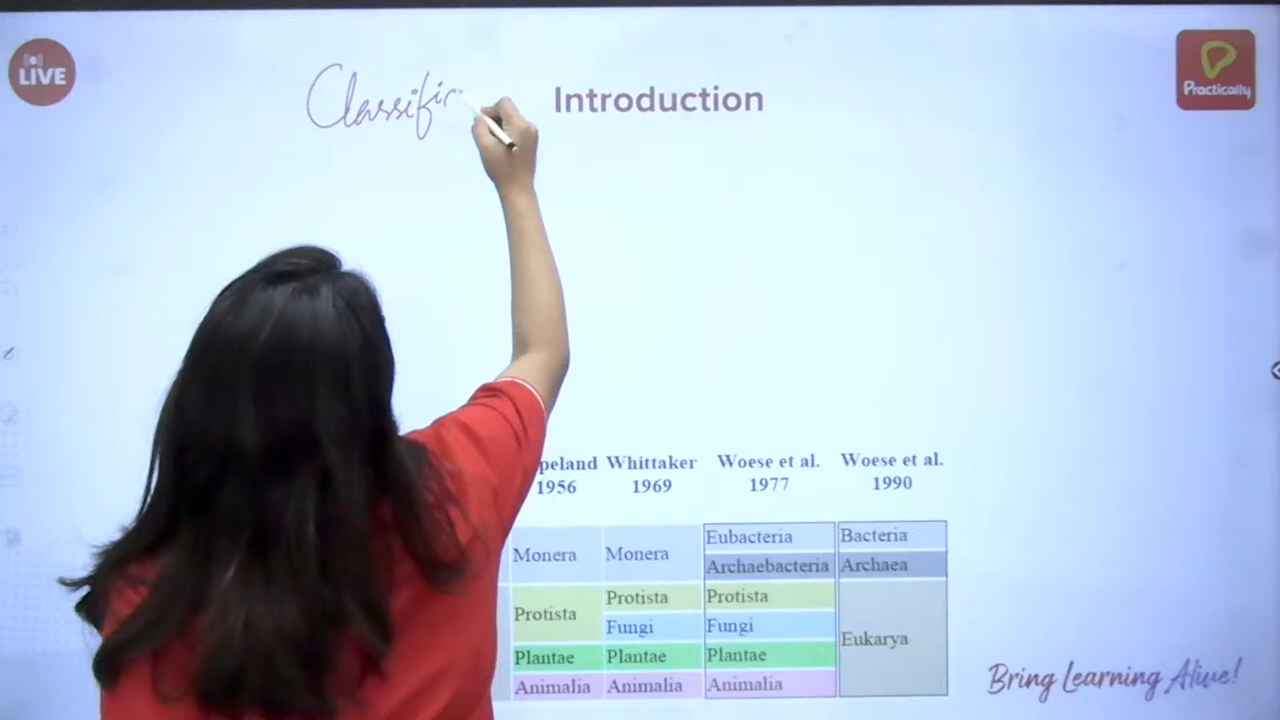 LIVE
Classific
Introduction
Practically
peland Whittaker Woese et al. Woese et al.
1956 1969 1977 1990
Monera Monera Eubacteria Bacteria
Archaebacteria Archaea
Protista Protista Protista Eukarya
Fungi Fungi
Plantae Plantae Plantae
Animalia Animalia Animalia
Bring Learning Alive!